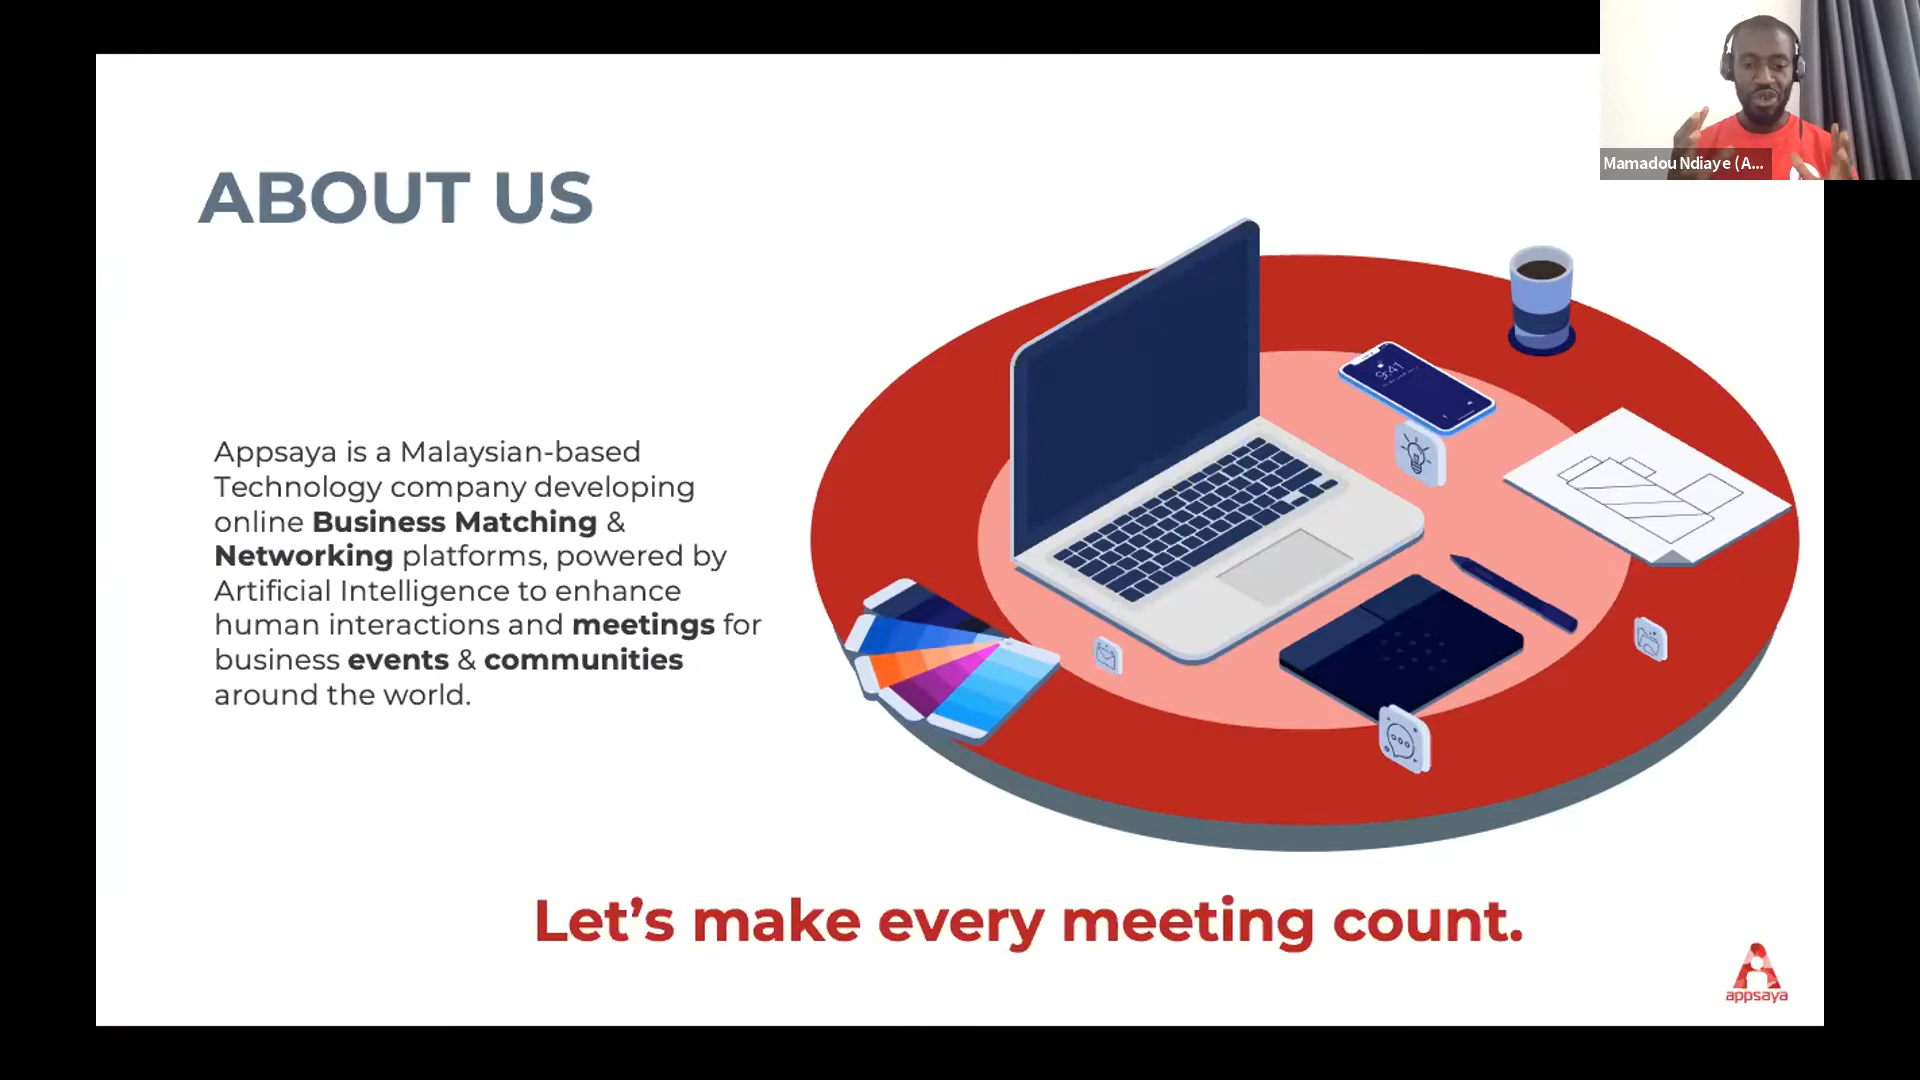 Mamadou Ndiaye (A...
ABOUT US
9:41
Appsaya is a Malaysian-based
Technology company developing
online Business Matching &
Networking platforms, powered by
Artificial Intelligence to enhance
human interactions and meetings for
business events & communities
around the world.
Let’s make every meeting count.
appsaya